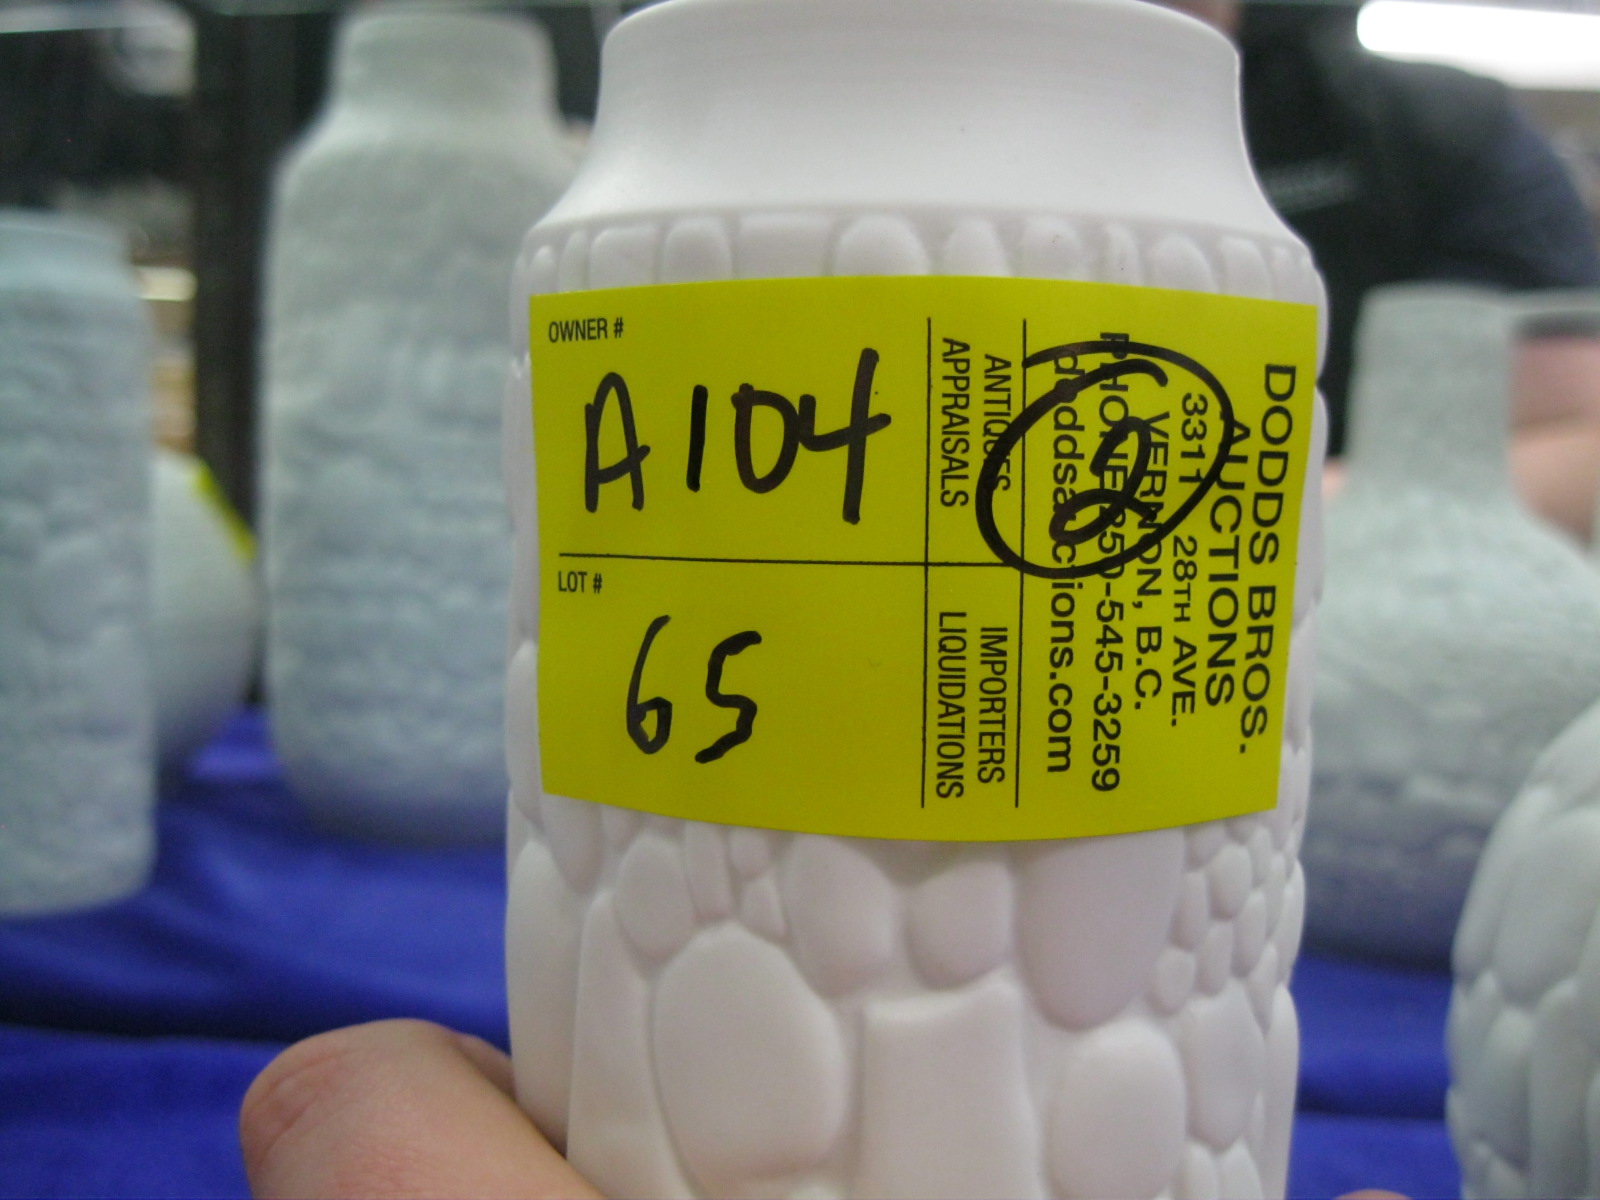 OWNER #
A104
LOT #
65
ANTIQUES
APPRAISALS
IMPORTERS
LIQUIDATIONS
DODDS BROS.
AUCTIONS
3311 28TH AVE.
VERNON, B.C.
PHONE 250-545-3259
doddsauctions.com
8